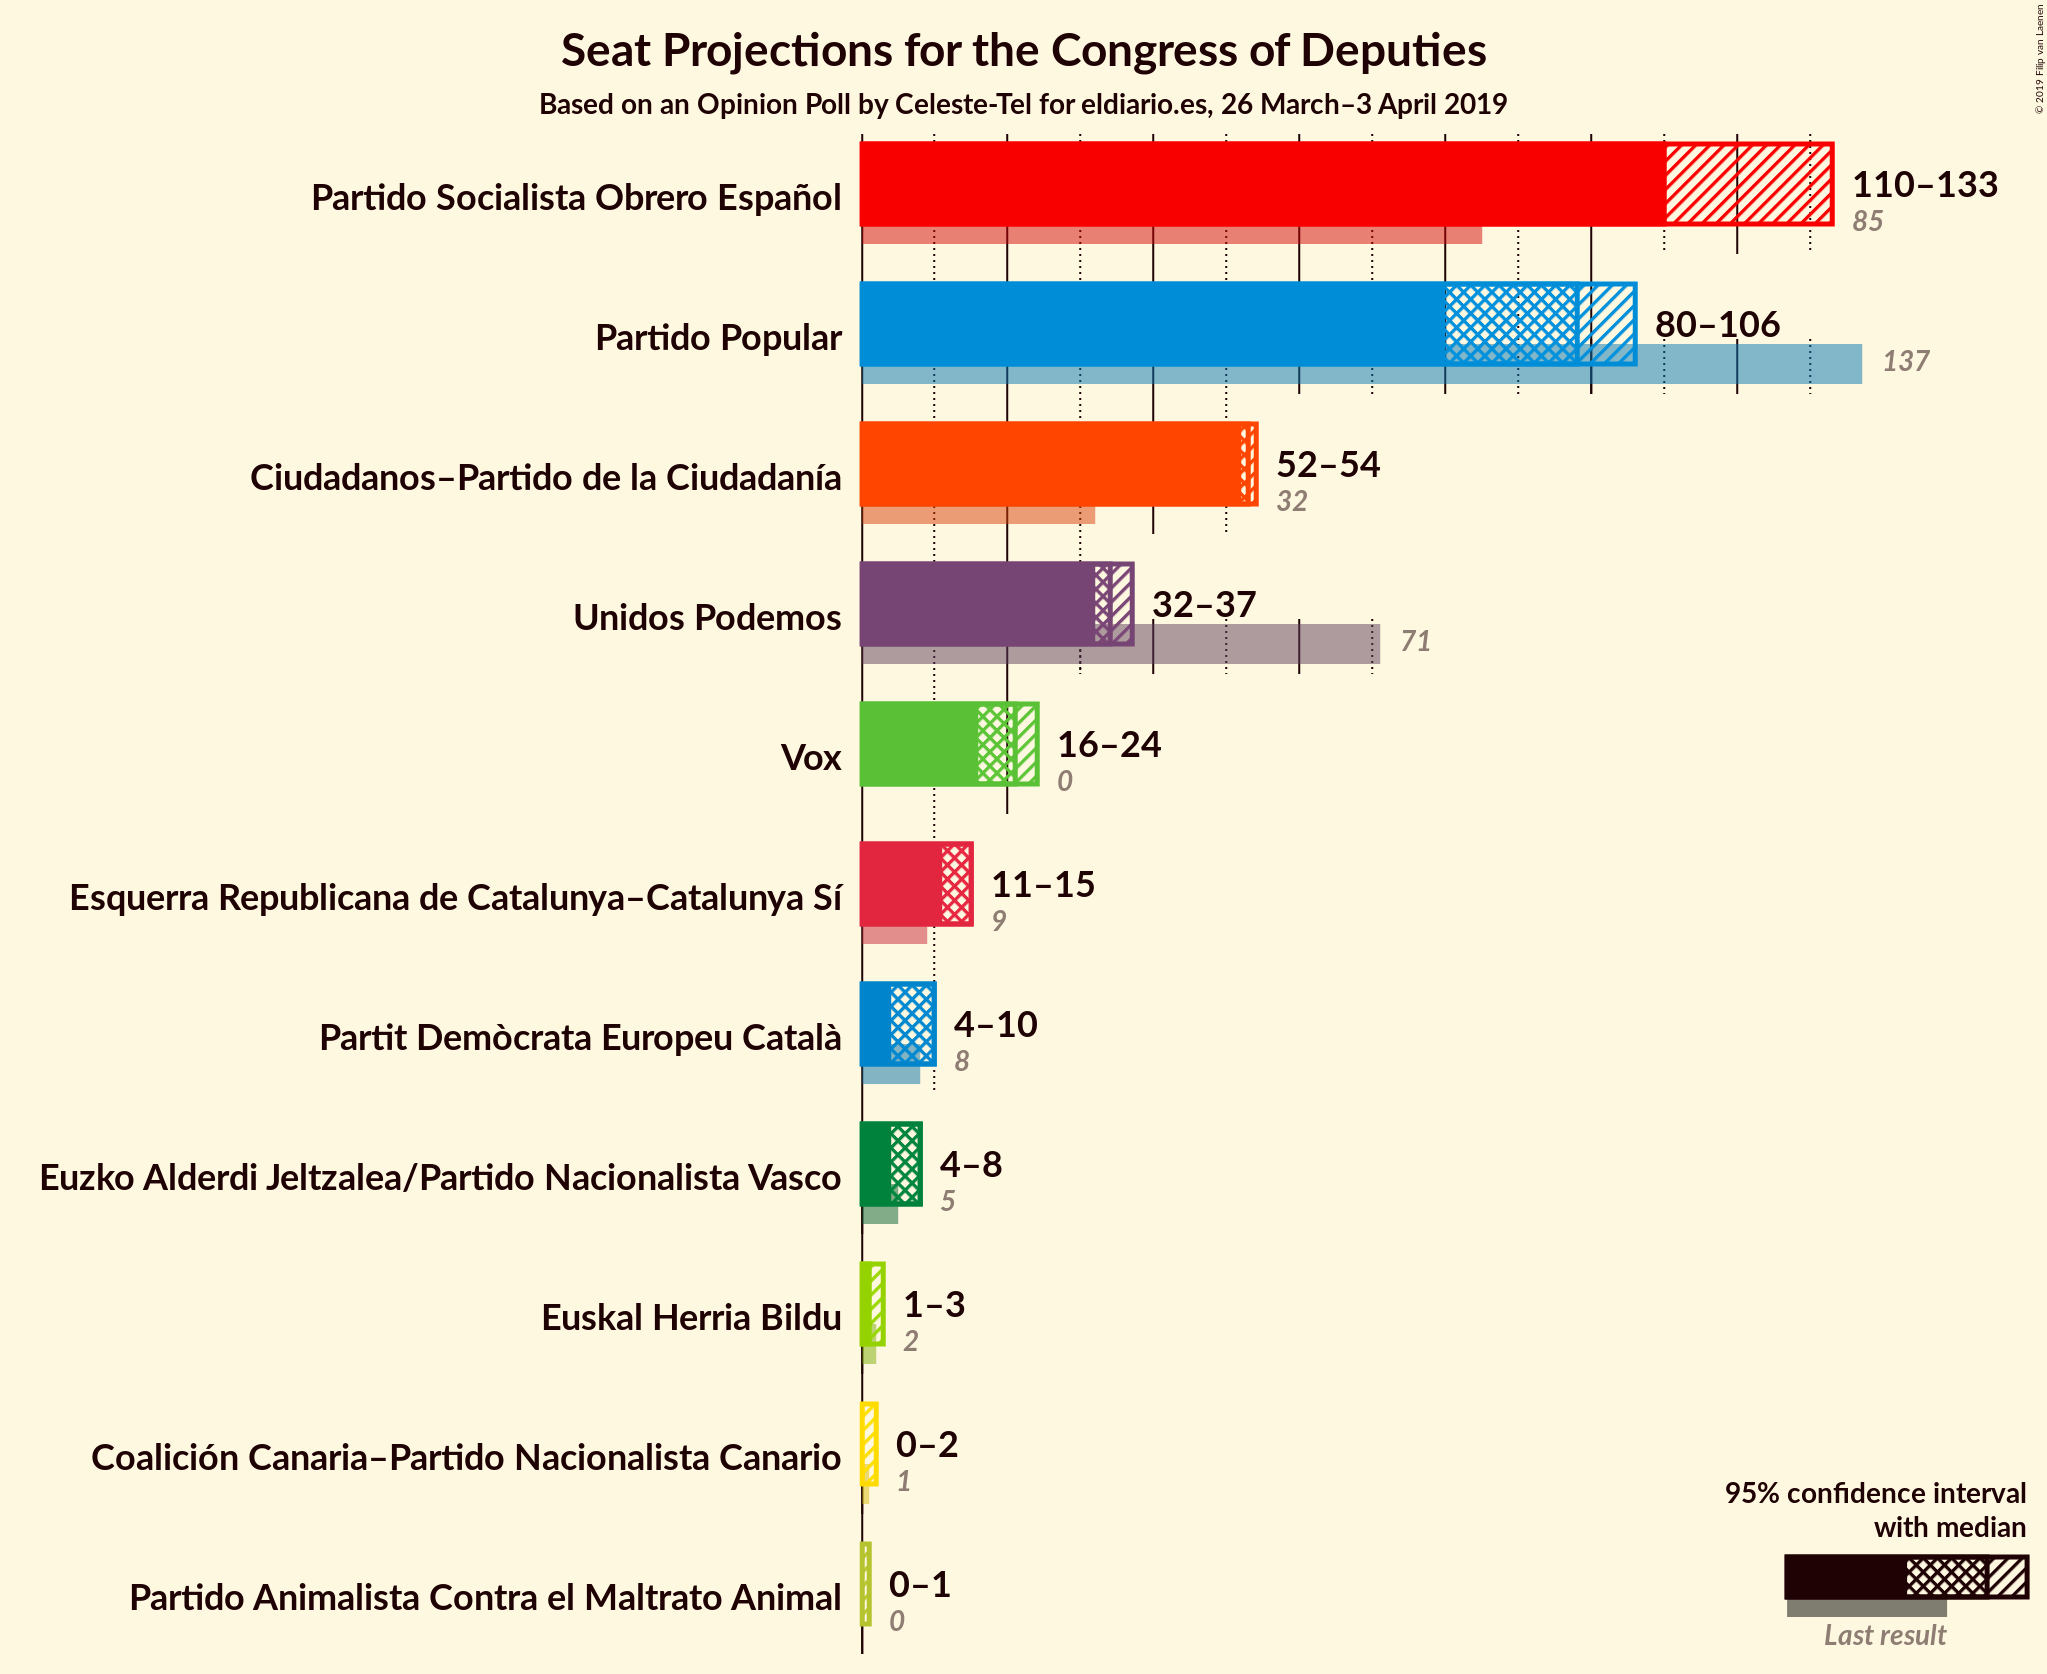 Seat Projections for the Congress of Deputies
Based on an Opinion Poll by Celeste-Tel for eldiario.es, 26 March–3 April 2019
© 2019 Filip van Laenen
Partido Socialista Obrero Español
110–133
85
Partido Popular
80–106
137
Ciudadanos–Partido de la Ciudadanía
52–54
32
Unidos Podemos
32–37
71
Vox
16–24
0
Esquerra Republicana de Catalunya–Catalunya Sí
11–15
9
Partit Demòcrata Europeu Català
4–10
8
Euzko Alderdi Jeltzalea/Partido Nacionalista Vasco
4–8
5
Euskal Herria Bildu
1–3
2
Coalición Canaria–Partido Nacionalista Canario
0–2
1
Partido Animalista Contra el Maltrato Animal
0–1
0
95% confidence interval
with median
Last result